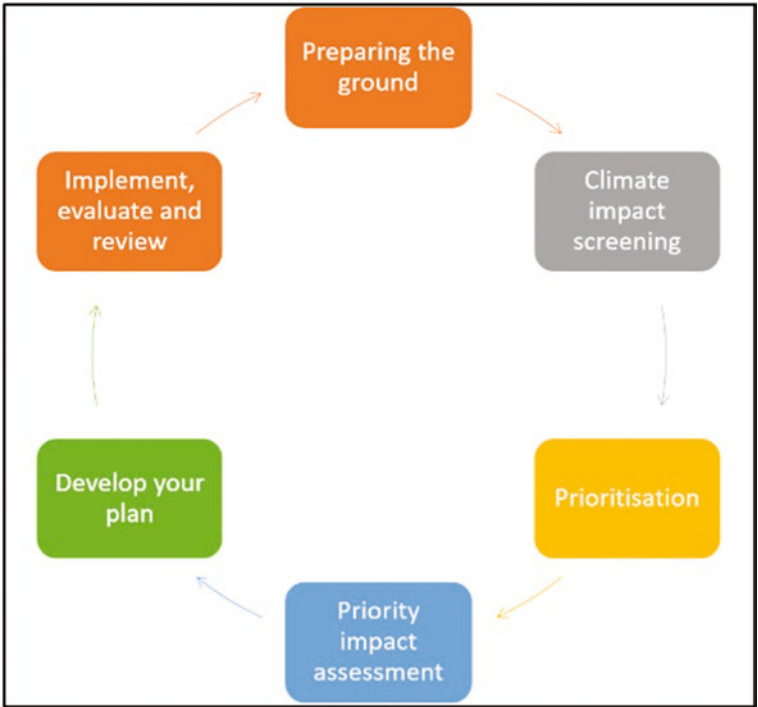 Preparing the
ground
Climate
impact
screening
Prioritisation
Priority
impact
assessment
Develop your
plan
Implement,
evaluate and
review